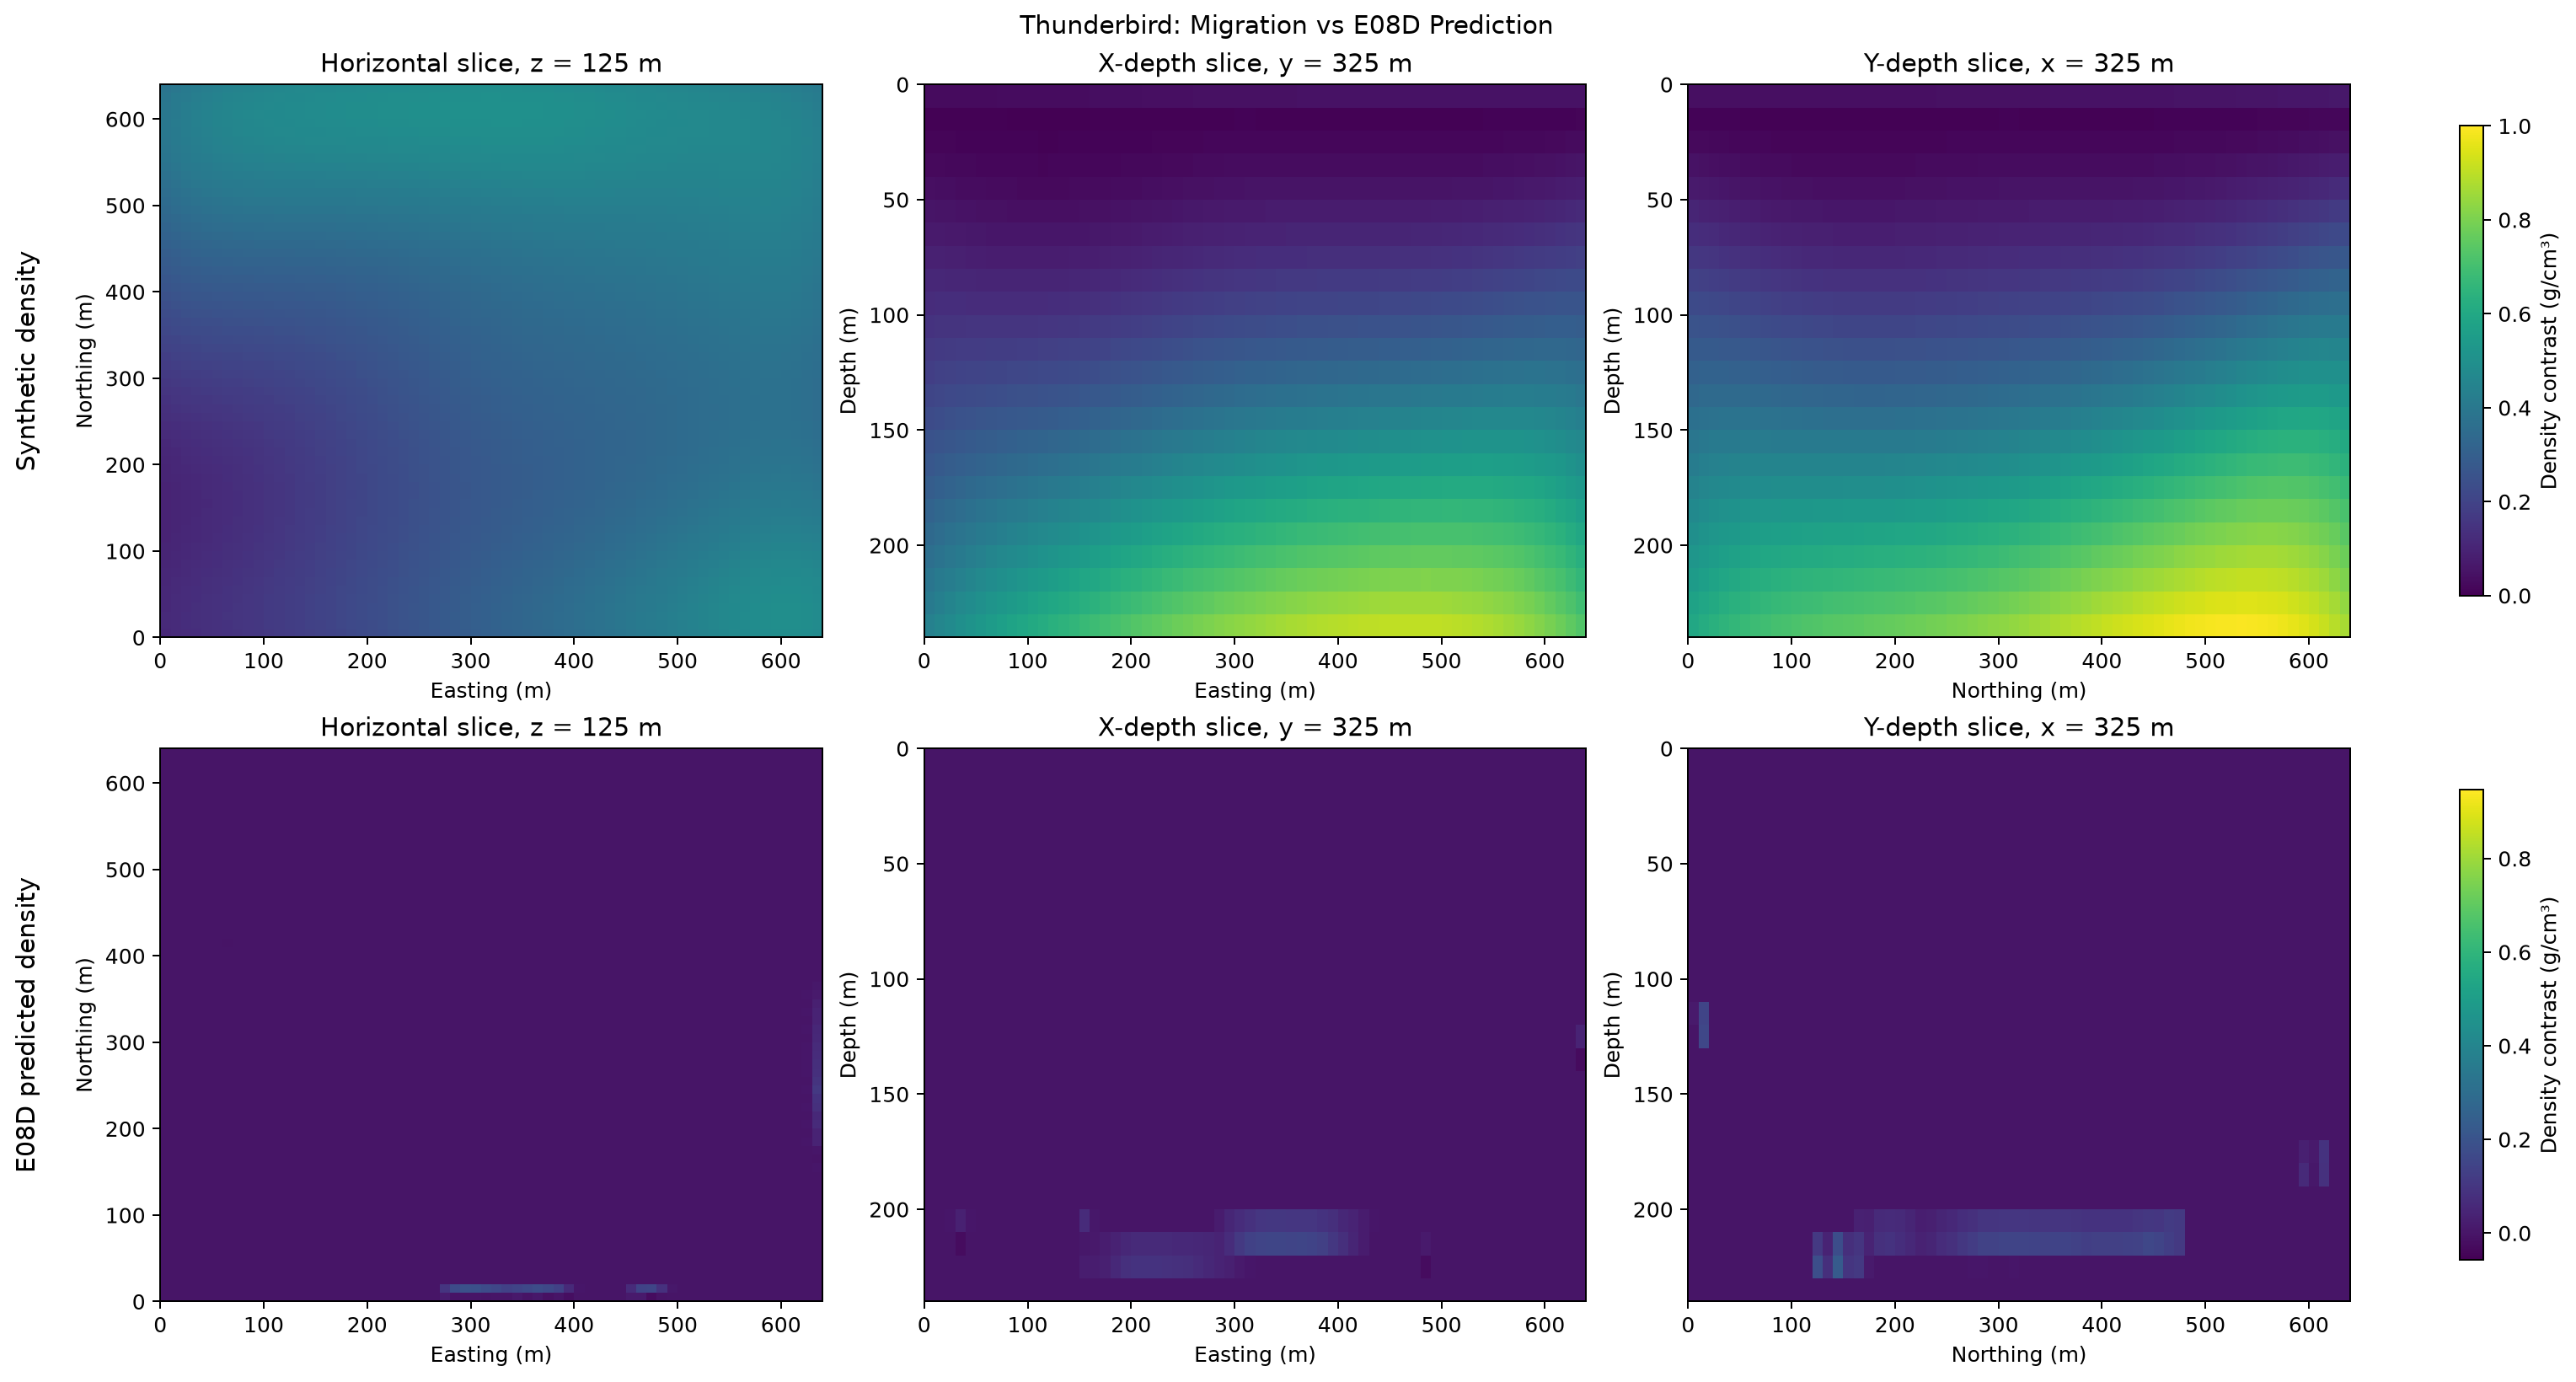 Thunderbird: Migration vs E08D Prediction
Synthetic density
Horizontal slice, z = 125 m
Northing (m)
600
500
400
300
200
100
0
0 100 200 300 400 500 600
Easting (m)
X-depth slice, y = 325 m
Depth (m)
0
50
100
150
200
0 100 200 300 400 500 600
Easting (m)
Y-depth slice, x = 325 m
Depth (m)
0
50
100
150
200
0 100 200 300 400 500 600
Northing (m)
1.0
0.8
0.6
0.4
0.2
0.0
Density contrast (g/cm³)
E08D predicted density
Horizontal slice, z = 125 m
Northing (m)
600
500
400
300
200
100
0
0 100 200 300 400 500 600
Easting (m)
X-depth slice, y = 325 m
Depth (m)
0
50
100
150
200
0 100 200 300 400 500 600
Easting (m)
Y-depth slice, x = 325 m
Depth (m)
0
50
100
150
200
0 100 200 300 400 500 600
Northing (m)
0.8
0.6
0.4
0.2
0.0
Density contrast (g/cm³)